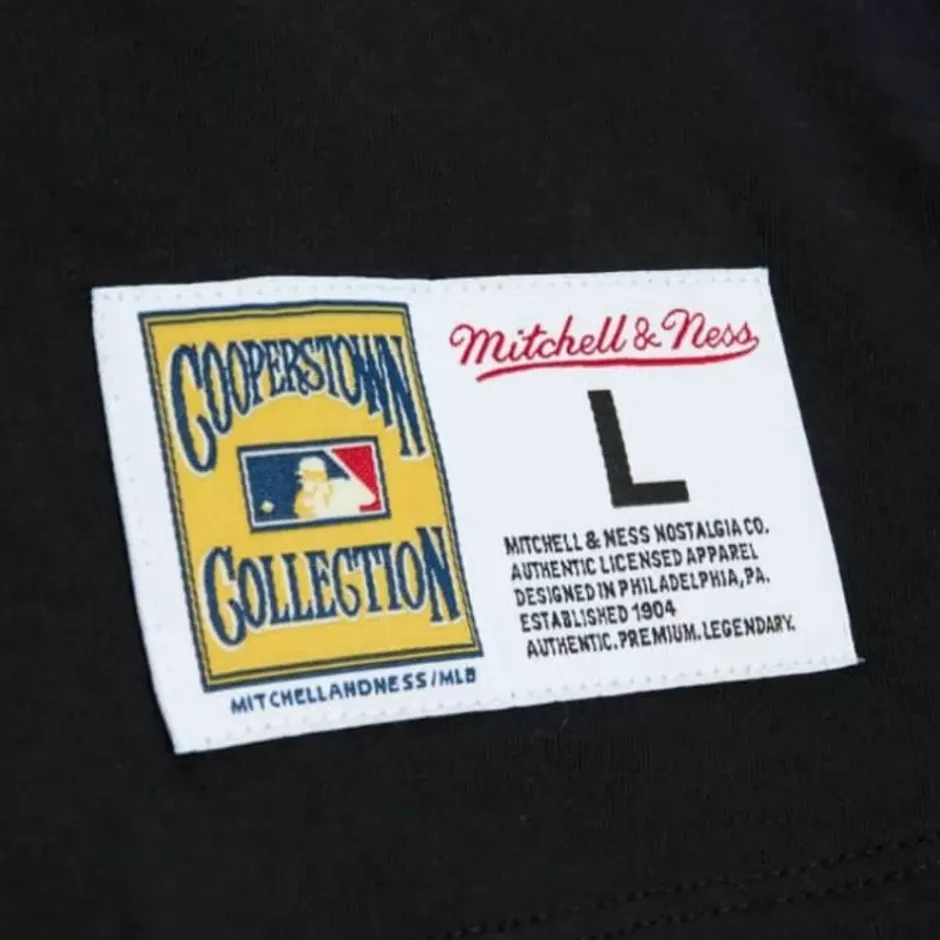 COOPERSTOWN
COLLECTION
MITCHELLANDNESS/MLB
Mitchell & Ness
L
MITCHELL & NESS NOSTALGIA CO.
AUTHENTIC LICENSED APPAREL
DESIGNED IN PHILADELPHIA, PA.
ESTABLISHED 1904
AUTHENTIC. PREMIUM. LEGENDARY.